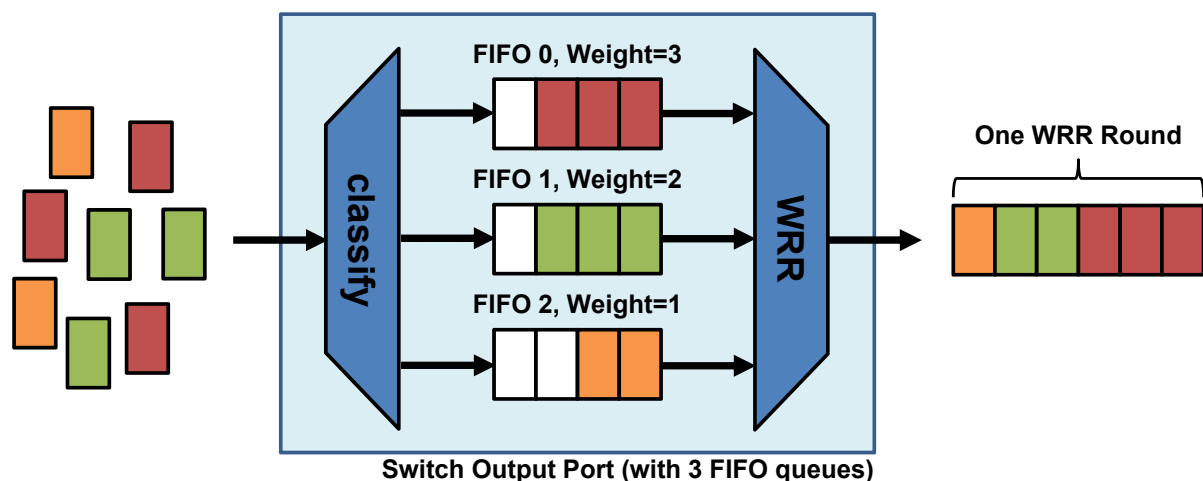 FIFO 0, Weight=3
classify
FIFO 1, Weight=2
WRR
One WRR Round
FIFO 2, Weight=1
Switch Output Port (with 3 FIFO queues)